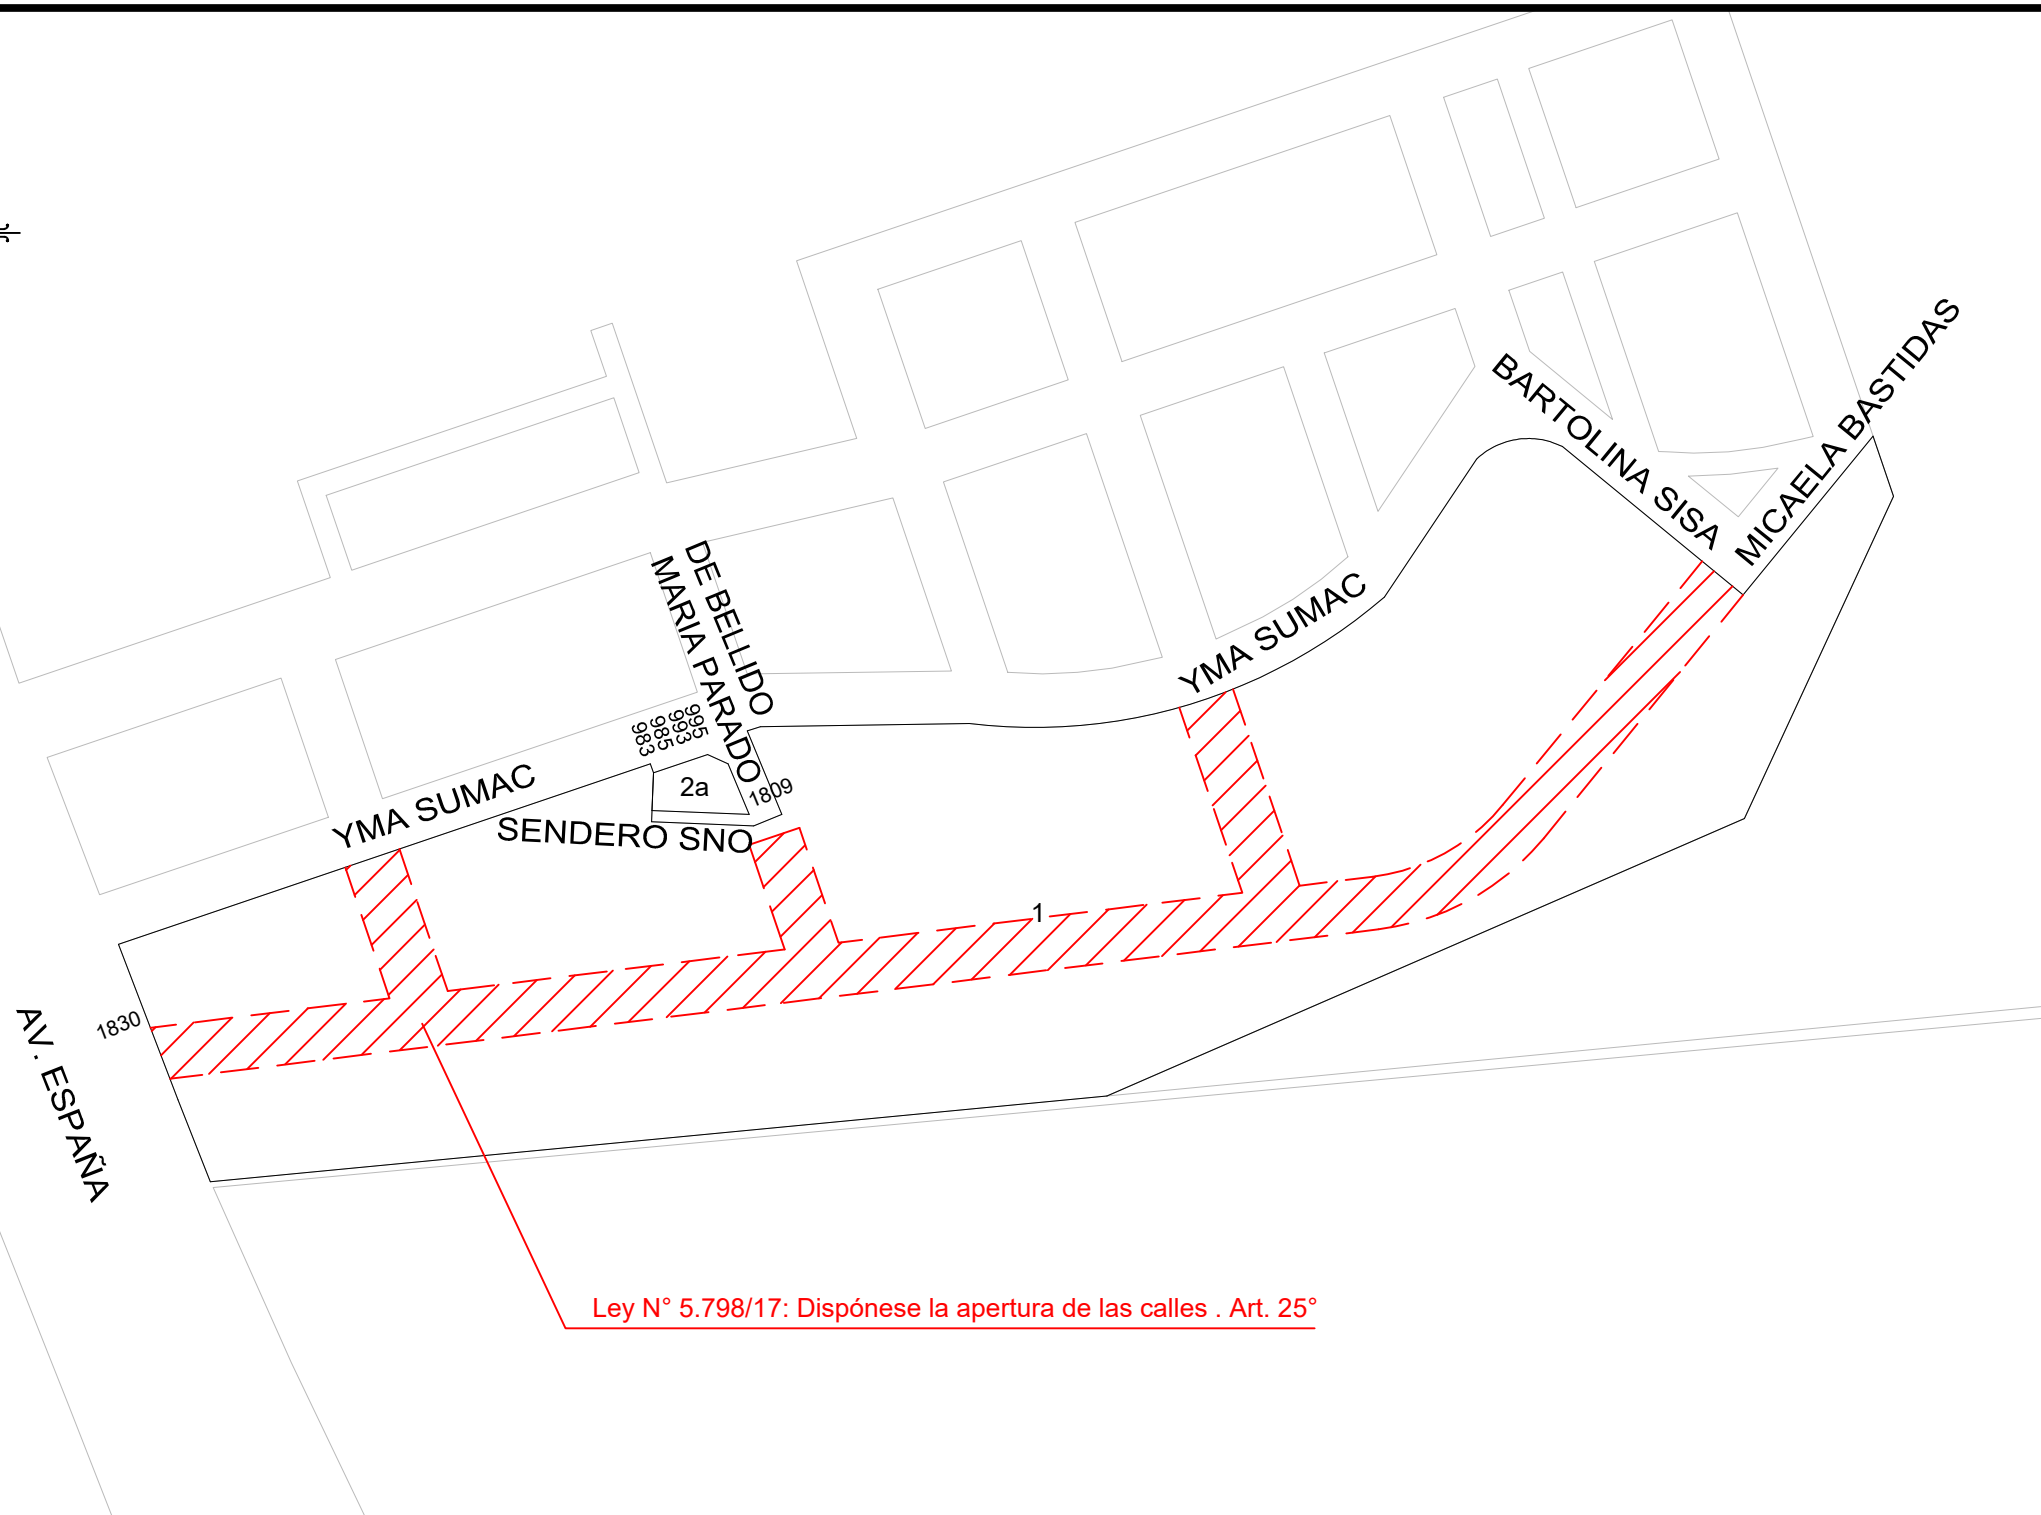 BARTOLINA SISA
MICAELA BASTIDAS
DE BELLIDO
MARIA PARADO
YMA SUMAC
983
985
993
995
2a
1809
YMA SUMAC
SENDERO SNO
1
1830
AV. ESPAÑA
Ley N° 5.798/17: Dispónese la apertura de las calles . Art. 25°